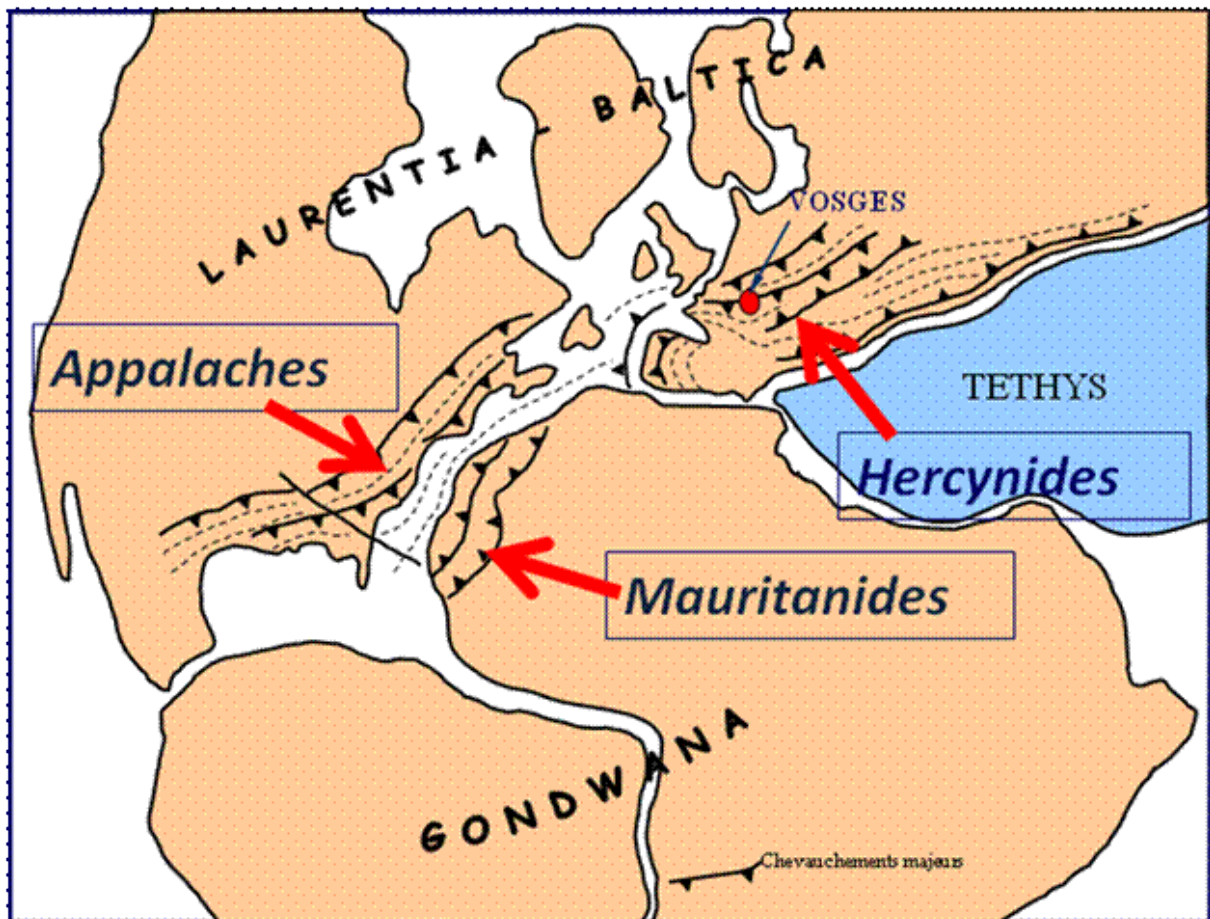 LAURENTIA - BALTICA
VOSGES
Appalaches
TETHYS
Hercynides
Mauritanides
GONDWANA
Chevauchements majeurs